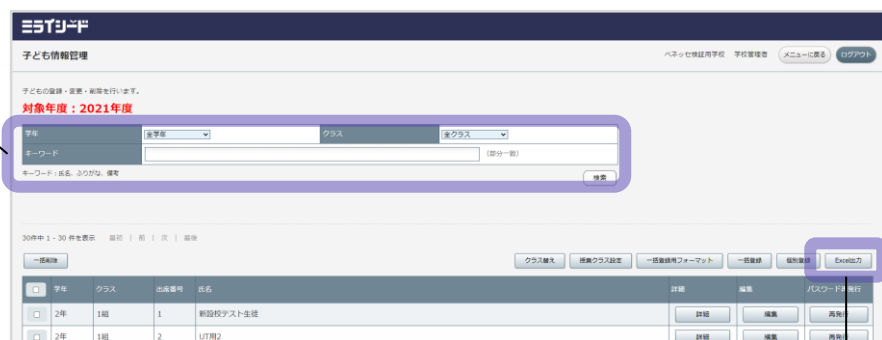 ミライシード
子ども情報管理 ベネッセ検証用学校 学校管理者 メニューに戻る ログアウト
子どもの登録・変更・削除を行います。
対象年度：2021年度
学年 全学年 クラス 全クラス
キーワード （部分一致）
キーワード：氏名、ふりがな、備考 検索
30件中 1 - 30 件を表示 最初 | 前 | 次 | 最後
一括削除 クラス替え 授業クラス設定 一括登録用フォーマット 一括登録 個別登録 Excel出力
学年 クラス 出席番号 氏名 詳細 編集 パスワード再発行
2年 1組 1 新設校テスト生徒 詳細 編集 再発行
2年 1組 2 UT用2 詳細 編集 再発行